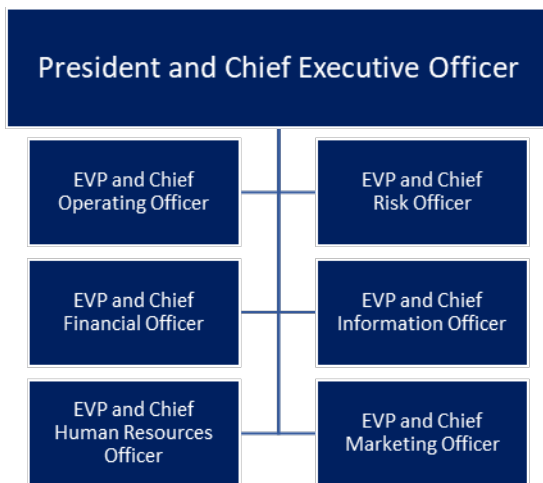 President and Chief Executive Officer
EVP and Chief
Operating Officer
EVP and Chief
Risk Officer
EVP and Chief
Financial Officer
EVP and Chief
Information Officer
EVP and Chief
Human Resources
Officer
EVP and Chief
Marketing Officer